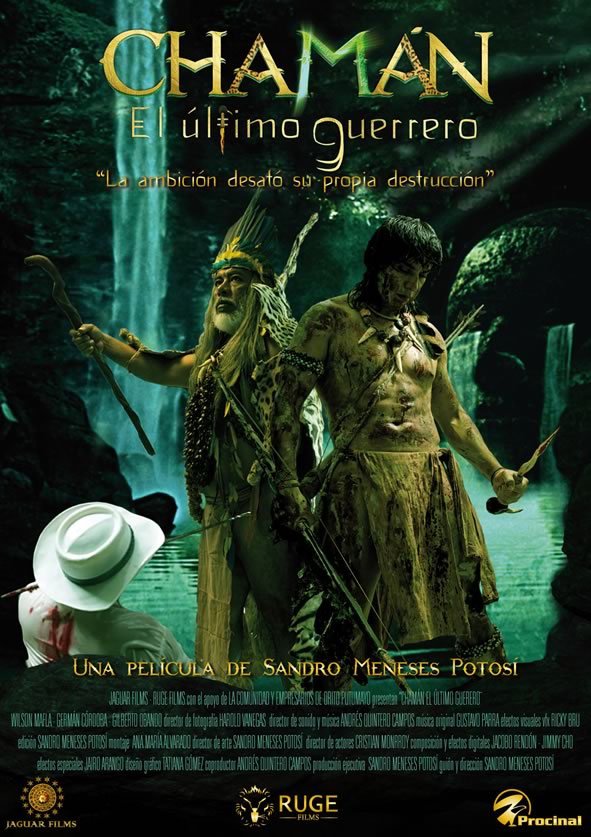 CHAMÁN
El último guerrero
"La ambición desató su propia destrucción"
UNA PELÍCULA DE SANDRO MENESES POTOSÍ
JAGUAR FILMS - RUGE FILMS con el apoyo de LA COMUNIDAD Y EMPRESARIOS DE ORITO PUTUMAYO presentan "CHAMAN EL ÚLTIMO GUERERO"
WILSON MAFLA - GERMÁN CÓRDOBA - GILBERTO OBANDO director de fotografía HAROLD VANEGAS director de sonido y música ANDRÉS QUINTERO CAMPOS música original GUSTAVO PARRA efectos visuales vfx RICKY BRU
edición SANDRO MENESES POTOSÍ montaje ANA MARÍA ALVARADO director de arte SANDRO MENESES POTOSÍ director de actores CRISTIAN MONRROY composición y efectos digitales JACOBO RENDÓN - JIMMY CHO
efectos especiales JAIRO ARANGO diseño gráfico TATIANA GÓMEZ coproductor ANDRÉS QUINTERO CAMPOS producción ejecutiva SANDRO MENESES POTOSÍ guión y dirección SANDRO MENESES POTOSÍ
JAGUAR FILMS
RUGE
FILMS
Procinal